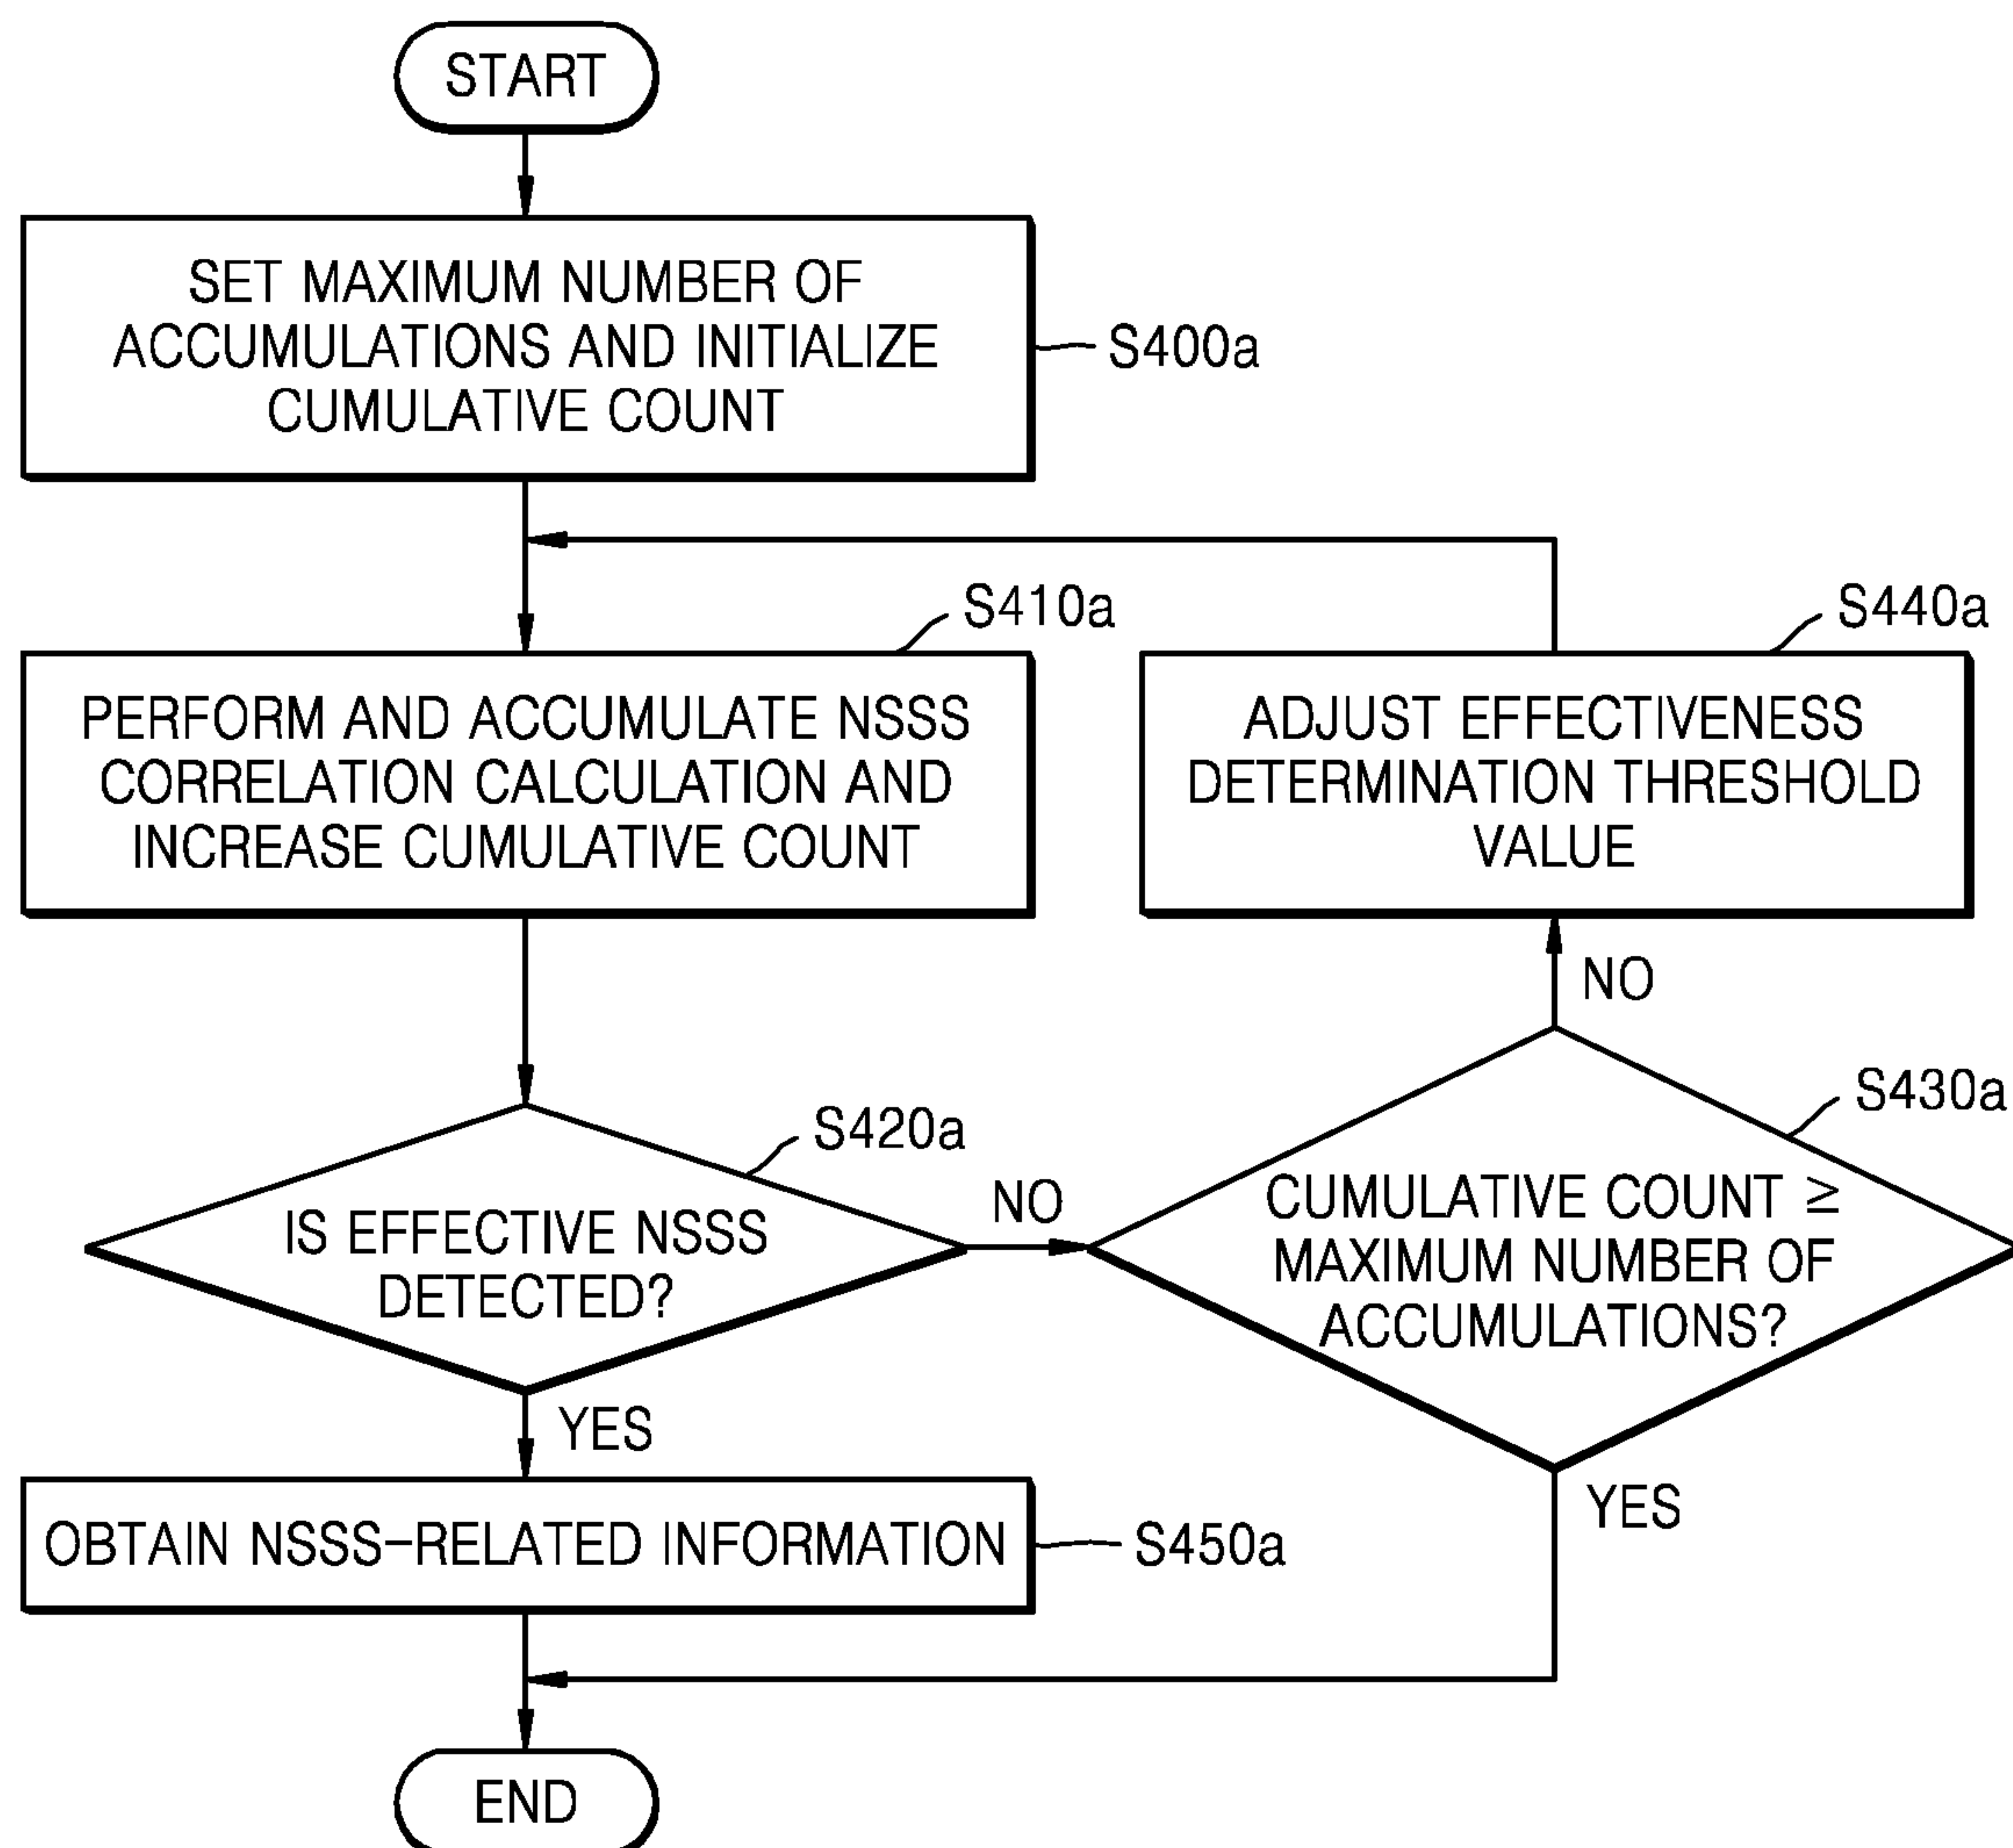 START
SET MAXIMUM NUMBER OF
ACCUMULATIONS AND INITIALIZE
CUMULATIVE COUNT
S400a
S410a
PERFORM AND ACCUMULATE NSSS
CORRELATION CALCULATION AND
INCREASE CUMULATIVE COUNT
S440a
ADJUST EFFECTIVENESS
DETERMINATION THRESHOLD
VALUE
NO
S420a
IS EFFECTIVE NSSS
DETECTED?
NO
S430a
CUMULATIVE COUNT ≥
MAXIMUM NUMBER OF
ACCUMULATIONS?
YES
YES
OBTAIN NSSS-RELATED INFORMATION
S450a
END